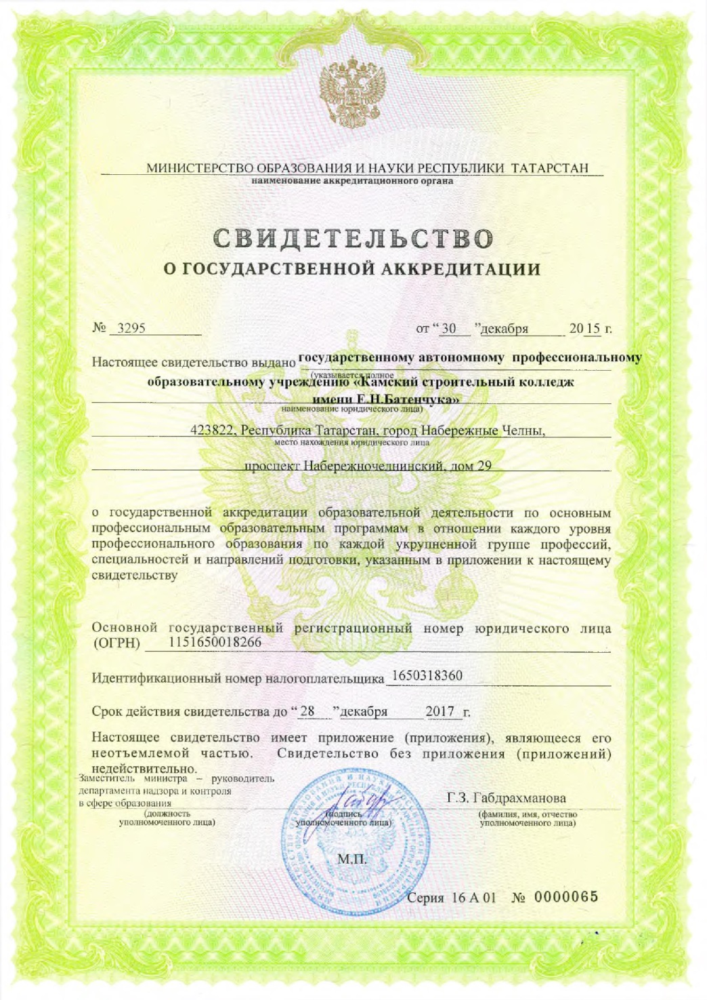 МИНИСТЕРСТВО ОБРАЗОВАНИЯ И НАУКИ РЕСПУБЛИКИ ТАТАРСТАН
наименование аккредитационного органа
СВИДЕТЕЛЬСТВО
О ГОСУДАРСТВЕННОЙ АККРЕДИТАЦИИ
№ 3295 от “ 30 ” декабря 20 15 г.
Настоящее свидетельство выдано государственному автономному профессиональному
(указывается полное
образовательному учреждению «Камский строительный колледж
имени Е.Н.Батенчука»
наименование юридического лица)
423822, Республика Татарстан, город Набережные Челны,
место нахождения юридического лица
проспект Набережночелнинский, дом 29
о государственной аккредитации образовательной деятельности по основным
профессиональным образовательным программам в отношении каждого уровня
профессионального образования по каждой укрупненной группе профессий,
специальностей и направлений подготовки, указанным в приложении к настоящему
свидетельству
Основной государственный регистрационный номер юридического лица
(ОГРН) 1151650018266
Идентификационный номер налогоплательщика 1650318360
Срок действия свидетельства до “ 28 ” декабря 2017 г.
Настоящее свидетельство имеет приложение (приложения), являющееся его
неотъемлемой частью. Свидетельство без приложения (приложений)
недействительно.
Заместитель министра – руководитель
департамента надзора и контроля
в сфере образования
Г.З. Габдрахманова
(должность
уполномоченного лица)
(подпись
уполномоченного лица)
(фамилия, имя, отчество
уполномоченного лица)
М.П.
Серия 16 А 01 № 0000065